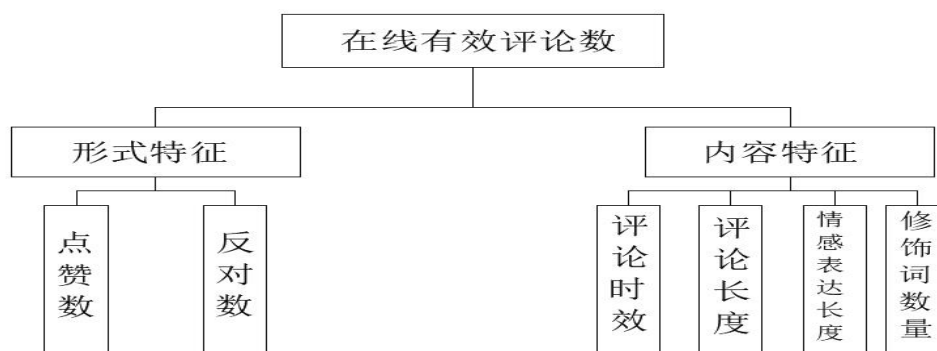 在线有效评论数
形式特征
内容特征
点赞数
反对数
评论时效
评论长度
情感表达长度
修饰词数量